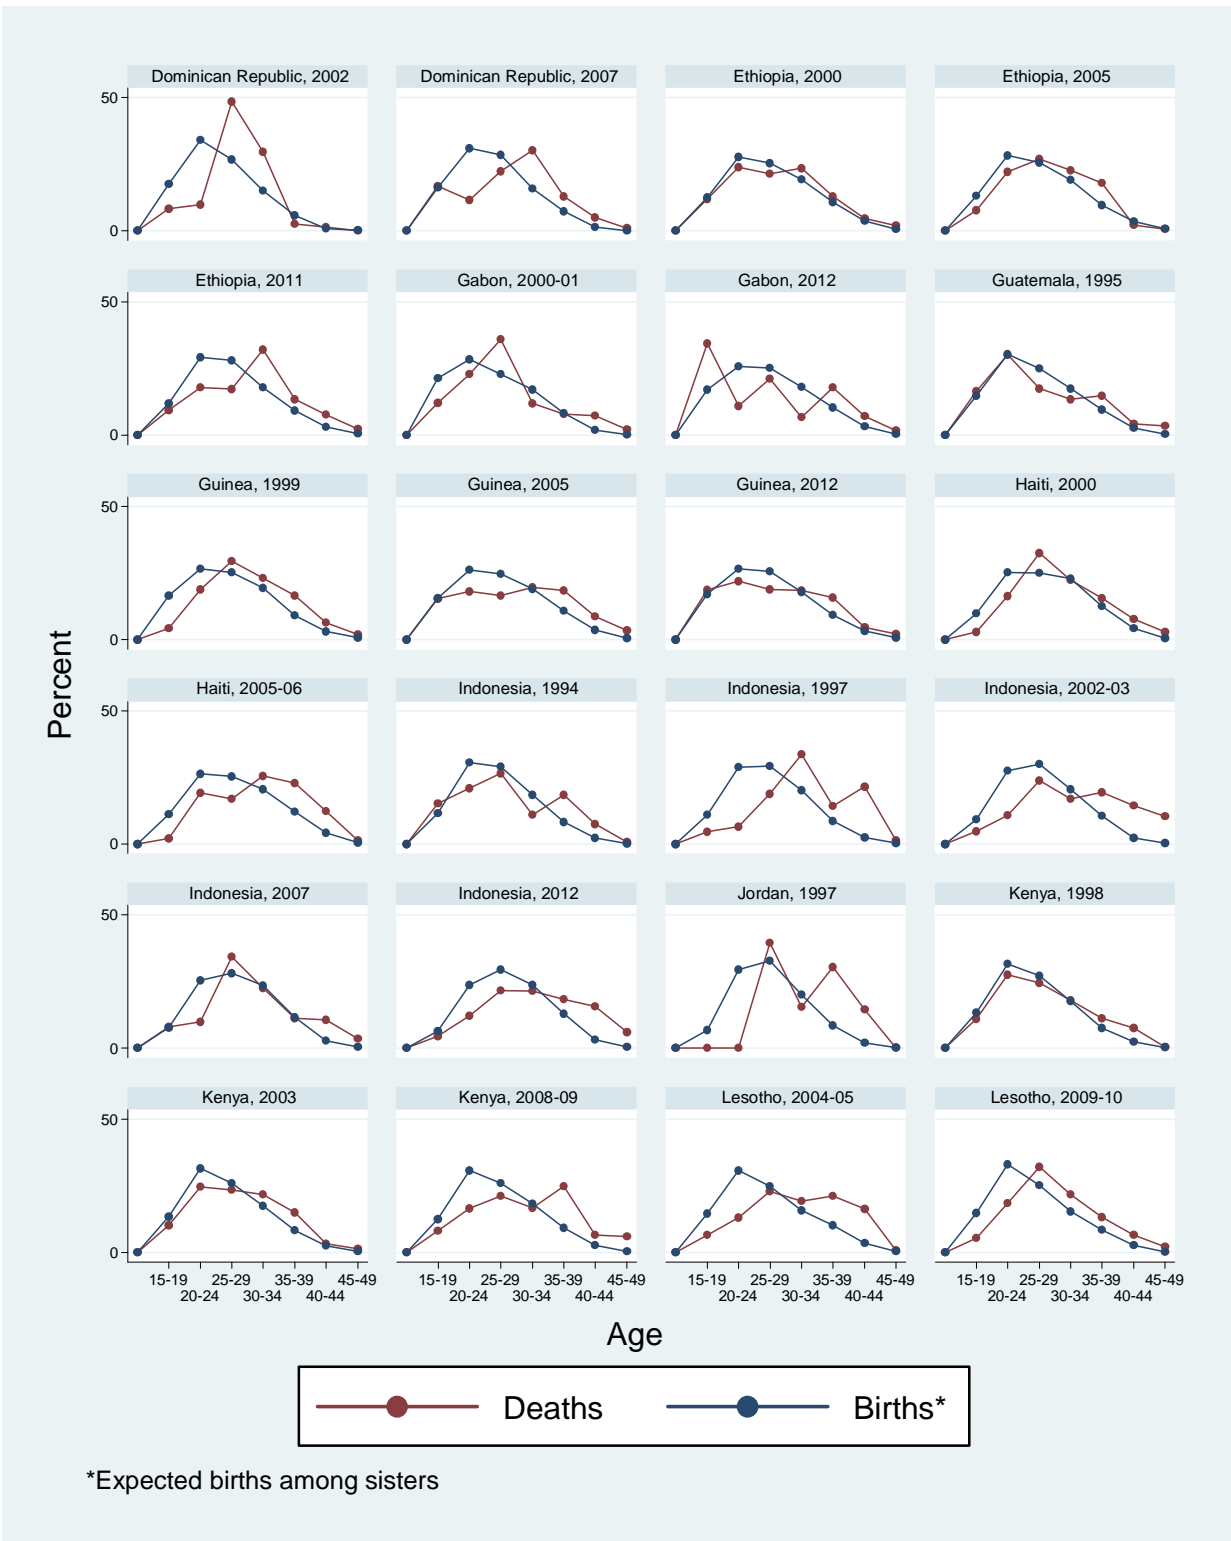 Dominican Republic, 2002
Dominican Republic, 2007
Ethiopia, 2000
Ethiopia, 2005
50
0
Ethiopia, 2011
Gabon, 2000-01
Gabon, 2012
Guatemala, 1995
50
0
Guinea, 1999
Guinea, 2005
Guinea, 2012
Haiti, 2000
50
0
Percent
Haiti, 2005-06
Indonesia, 1994
Indonesia, 1997
Indonesia, 2002-03
50
0
Indonesia, 2007
Indonesia, 2012
Jordan, 1997
Kenya, 1998
50
0
Kenya, 2003
Kenya, 2008-09
Lesotho, 2004-05
Lesotho, 2009-10
50
0
15-19 25-29 35-39 45-49
20-24 30-34 40-44
15-19 25-29 35-39 45-49
20-24 30-34 40-44
15-19 25-29 35-39 45-49
20-24 30-34 40-44
15-19 25-29 35-39 45-49
20-24 30-34 40-44
Age
Deaths
Births*
*Expected births among sisters